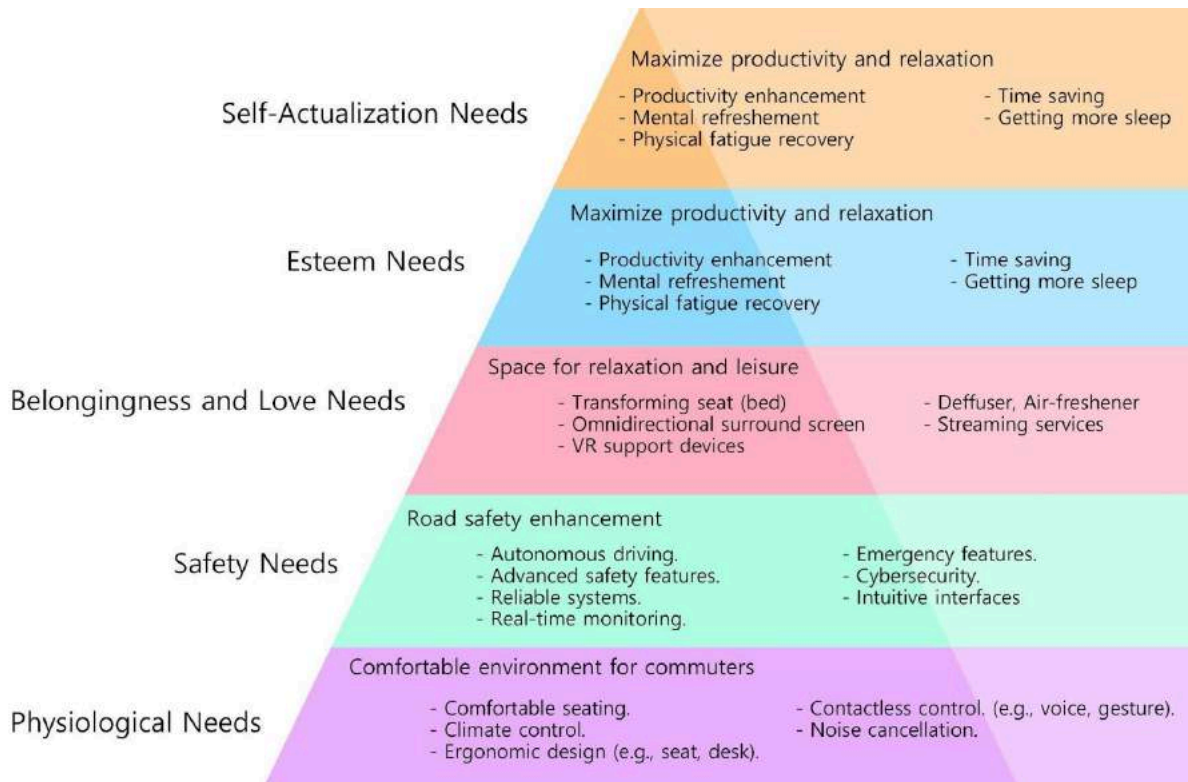 Maximize productivity and relaxation
Self-Actualization Needs
- Productivity enhancement
- Mental refreshement
- Physical fatigue recovery
- Time saving
- Getting more sleep
Maximize productivity and relaxation
Esteem Needs
- Productivity enhancement
- Mental refreshement
- Physical fatigue recovery
- Time saving
- Getting more sleep
Space for relaxation and leisure
Belongingness and Love Needs
- Transforming seat (bed)
- Omnidirectional surround screen
- VR support devices
- Deffuser, Air-freshener
- Streaming services
Road safety enhancement
Safety Needs
- Autonomous driving.
- Advanced safety features.
- Reliable systems.
- Real-time monitoring.
- Emergency features.
- Cybersecurity.
- Intuitive interfaces
Comfortable environment for commuters
Physiological Needs
- Comfortable seating.
- Climate control.
- Ergonomic design (e.g., seat, desk).
- Contactless control. (e.g., voice, gesture).
- Noise cancellation.